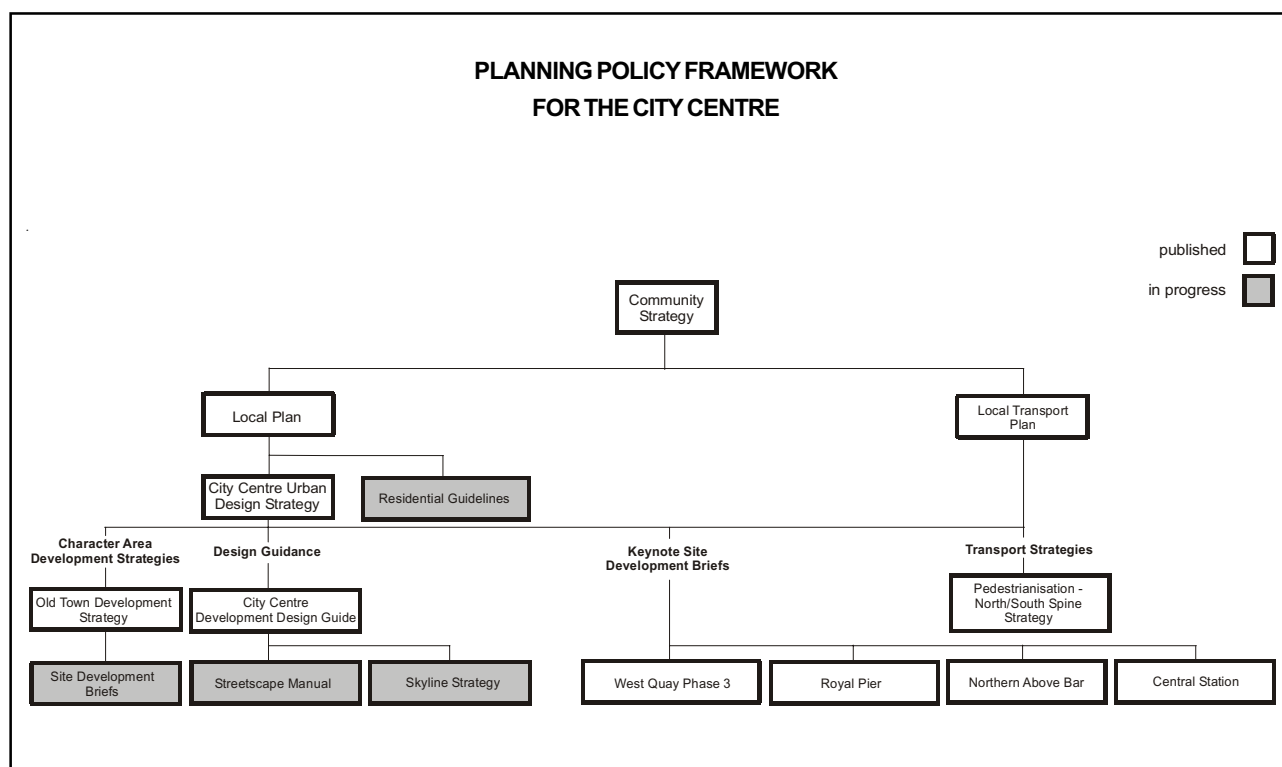 PLANNING POLICY FRAMEWORK
FOR THE CITY CENTRE
published
in progress
Community
Strategy
Local Plan
Local Transport
Plan
City Centre Urban
Design Strategy
Residential Guidelines
Character Area
Development Strategies
Design Guidance
Keynote Site
Development Briefs
Transport Strategies
Old Town Development
Strategy
City Centre
Development Design Guide
Pedestrianisation -
North/South Spine
Strategy
Site Development
Briefs
Streetscape Manual
Skyline Strategy
West Quay Phase 3
Royal Pier
Northern Above Bar
Central Station